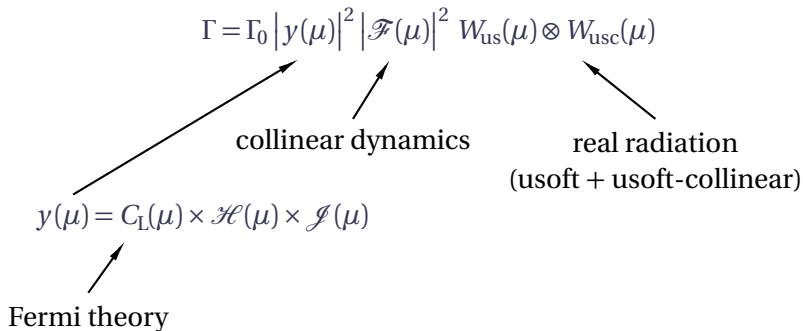 Γ = Γ₀ |y(μ)|² |ℱ(μ)|² W_us(μ) ⊗ W_usc(μ)
collinear dynamics
real radiation
(usoft + usoft-collinear)
y(μ) = C_L(μ) × ℋ(μ) × 𝒥(μ)
Fermi theory